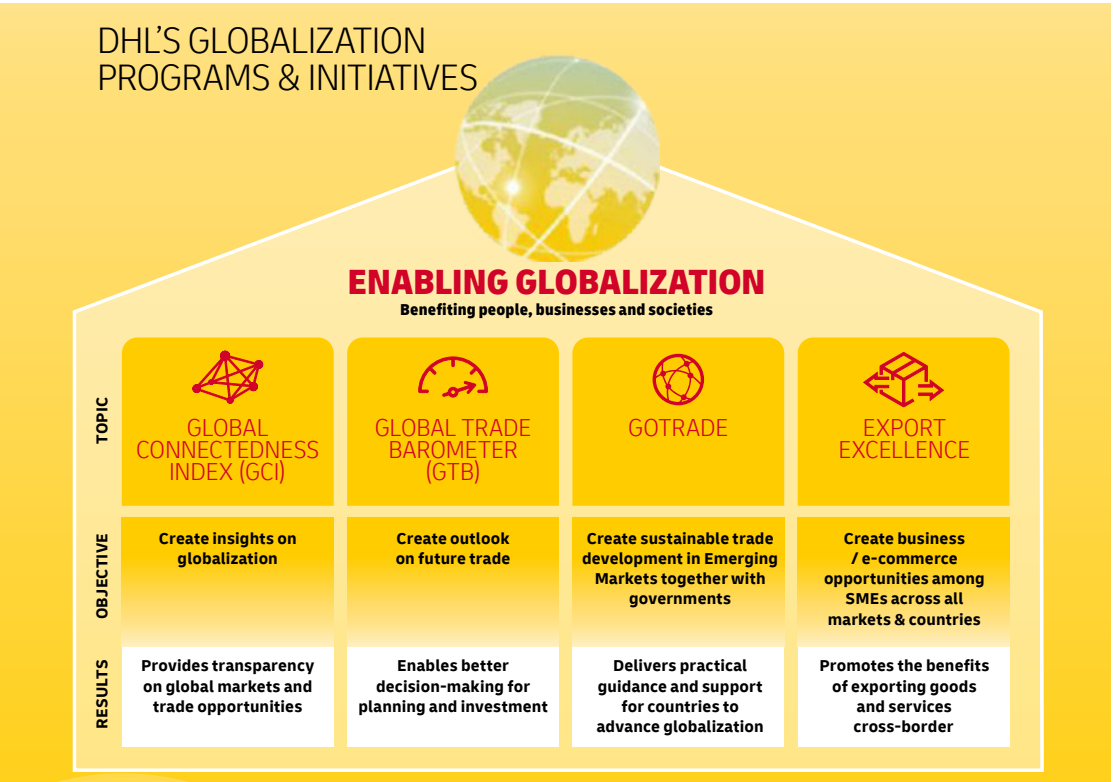 DHL'S GLOBALIZATION
PROGRAMS & INITIATIVES
ENABLING GLOBALIZATION
Benefiting people, businesses and societies
TOPIC
GLOBAL
CONNECTEDNESS
INDEX (GCI)
GLOBAL TRADE
BAROMETER
(GTB)
GOTRADE
EXPORT
EXCELLENCE
OBJECTIVE
Create insights on
globalization
Create outlook
on future trade
Create sustainable trade
development in Emerging
Markets together with
governments
Create business
/ e-commerce
opportunities among
SMEs across all
markets & countries
RESULTS
Provides transparency
on global markets and
trade opportunities
Enables better
decision-making for
planning and investment
Delivers practical
guidance and support
for countries to
advance globalization
Promotes the benefits
of exporting goods
and services
cross-border